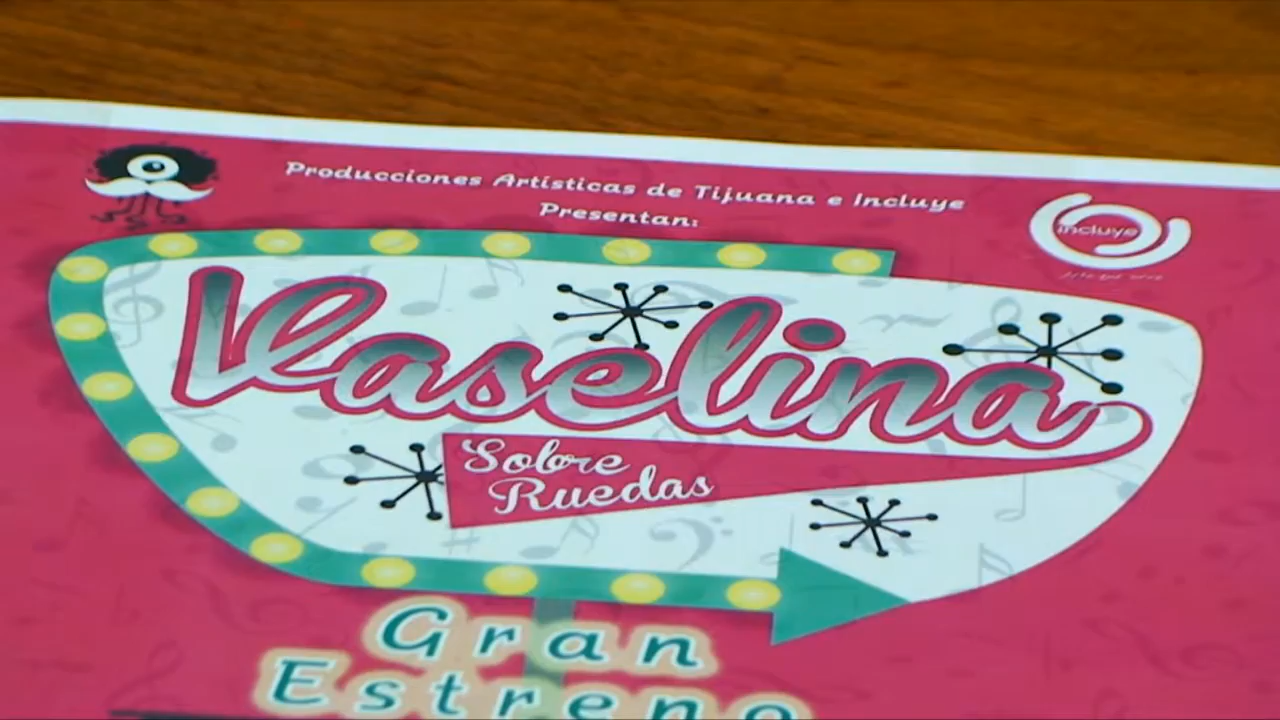 Producciones Artísticas de Tijuana e Incluye
Presentan:
incluye
Vaselina
Sobre
Ruedas
Gran
Estreno